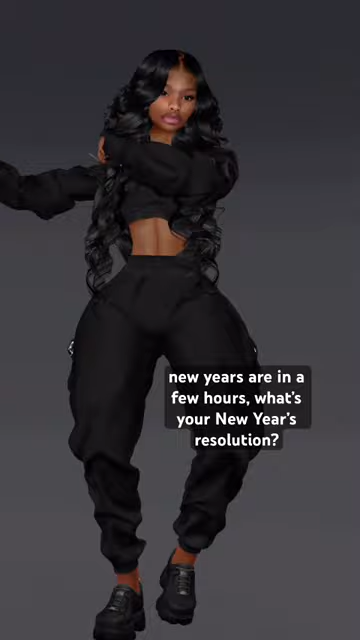 new years are in a
few hours, what's
your New Year's
resolution?